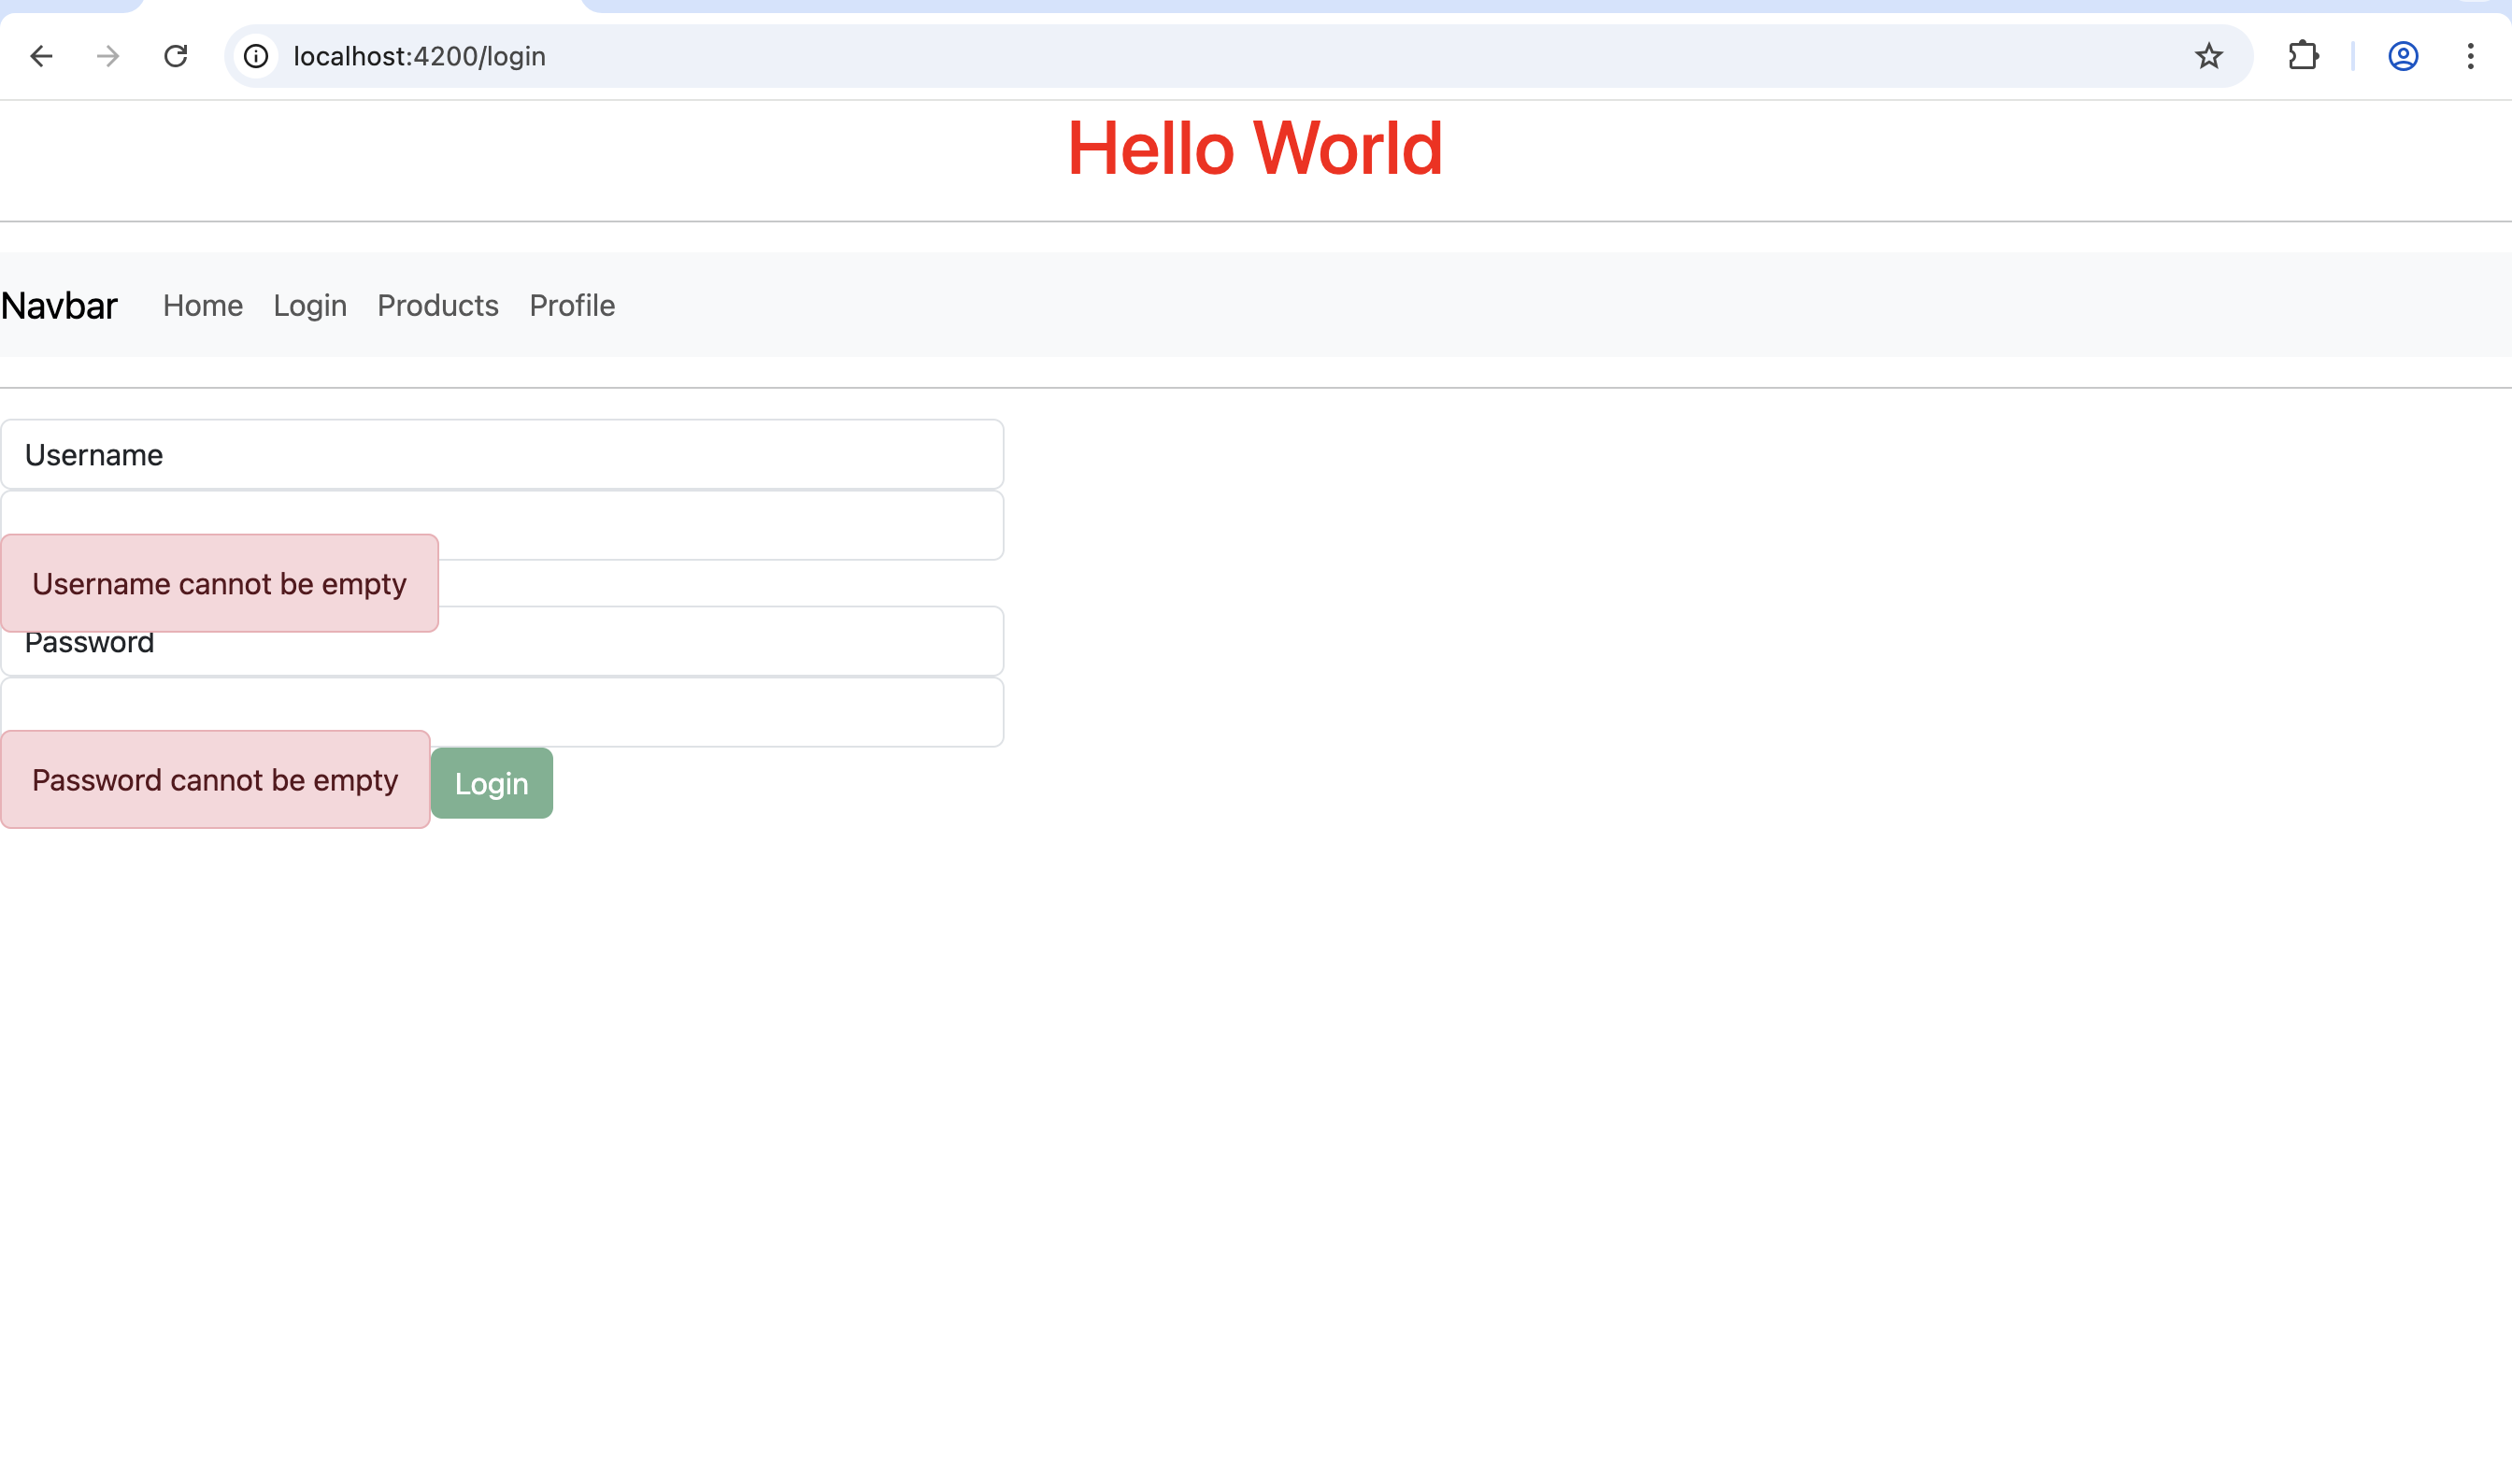 localhost:4200/login
Hello World
Navbar Home Login Products Profile
Username
Username cannot be empty
Password
Password cannot be empty
Login